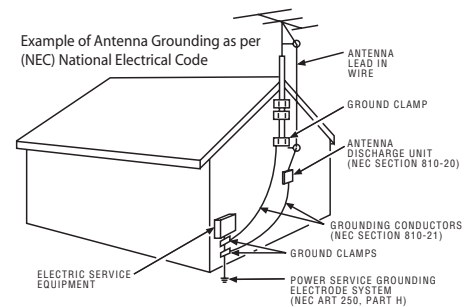 Example of Antenna Grounding as per
(NEC) National Electrical Code
ANTENNA
LEAD IN
WIRE
GROUND CLAMP
ANTENNA
DISCHARGE UNIT
(NEC SECTION 810-20)
GROUNDING CONDUCTORS
(NEC SECTION 810-21)
GROUND CLAMPS
ELECTRIC SERVICE
EQUIPMENT
POWER SERVICE GROUNDING
ELECTRODE SYSTEM
(NEC ART 250, PART H)